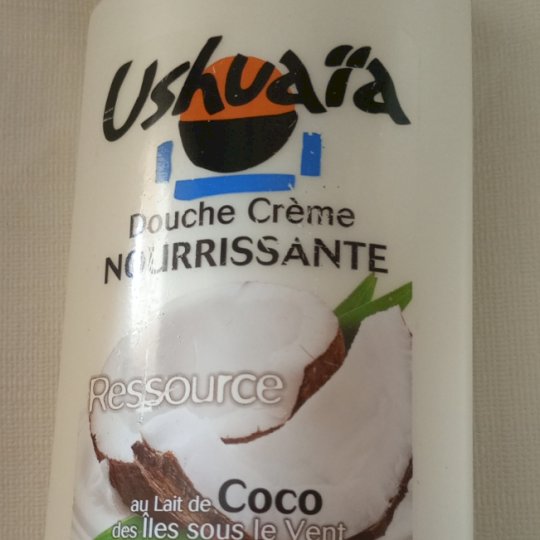 Ushuaïa
Douche Crème
NOURRISSANTE
Ressource
au Lait de Coco
des Îles sous le Vent